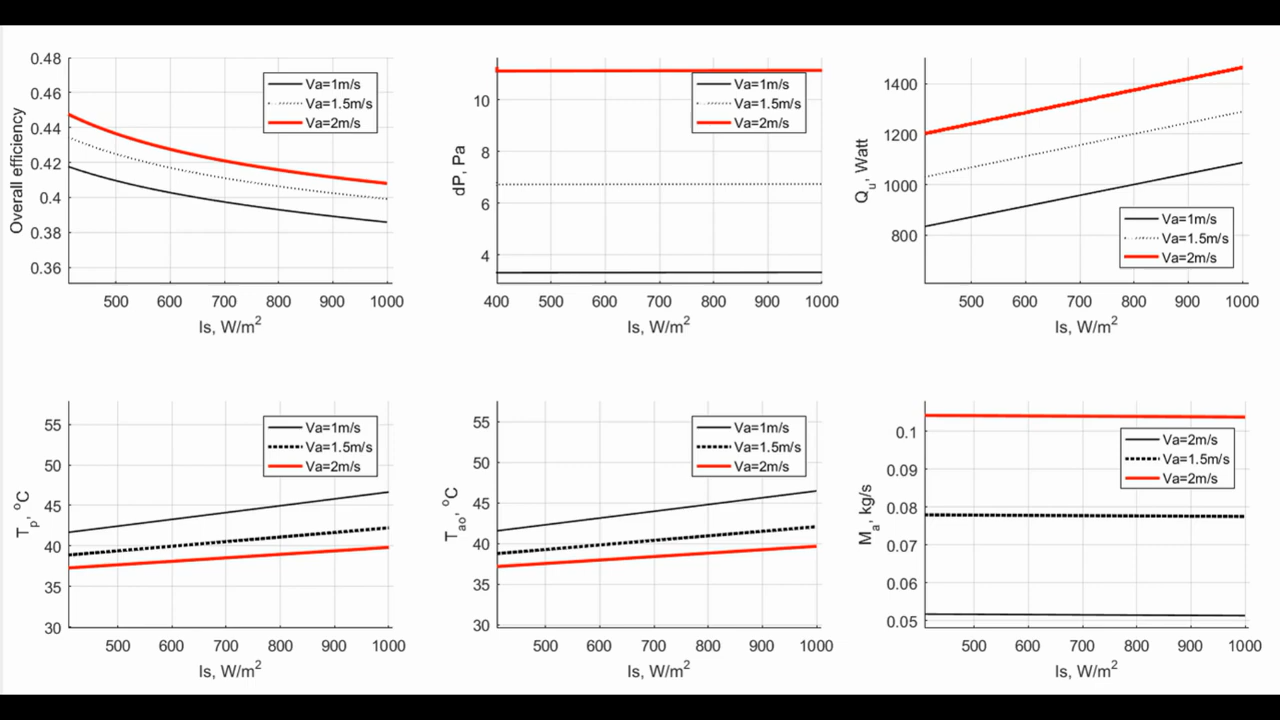 Overall efficiency
0.48
0.46
0.44
0.42
0.4
0.38
0.36
Va=1m/s
Va=1.5m/s
Va=2m/s
500 600 700 800 900 1000
Is, W/m²
dP, Pa
10
8
6
4
Va=1m/s
Va=1.5m/s
Va=2m/s
400 500 600 700 800 900 1000
Is, W/m²
Qu, Watt
1400
1200
1000
800
Va=1m/s
Va=1.5m/s
Va=2m/s
500 600 700 800 900 1000
Is, W/m²
Tp, °C
55
50
45
40
35
30
Va=1m/s
Va=1.5m/s
Va=2m/s
500 600 700 800 900 1000
Is, W/m²
Tao, °C
55
50
45
40
35
30
Va=1m/s
Va=1.5m/s
Va=2m/s
500 600 700 800 900 1000
Is, W/m²
Ma, kg/s
0.1
0.09
0.08
0.07
0.06
0.05
Va=2m/s
Va=1.5m/s
Va=2m/s
500 600 700 800 900 1000
Is, W/m²